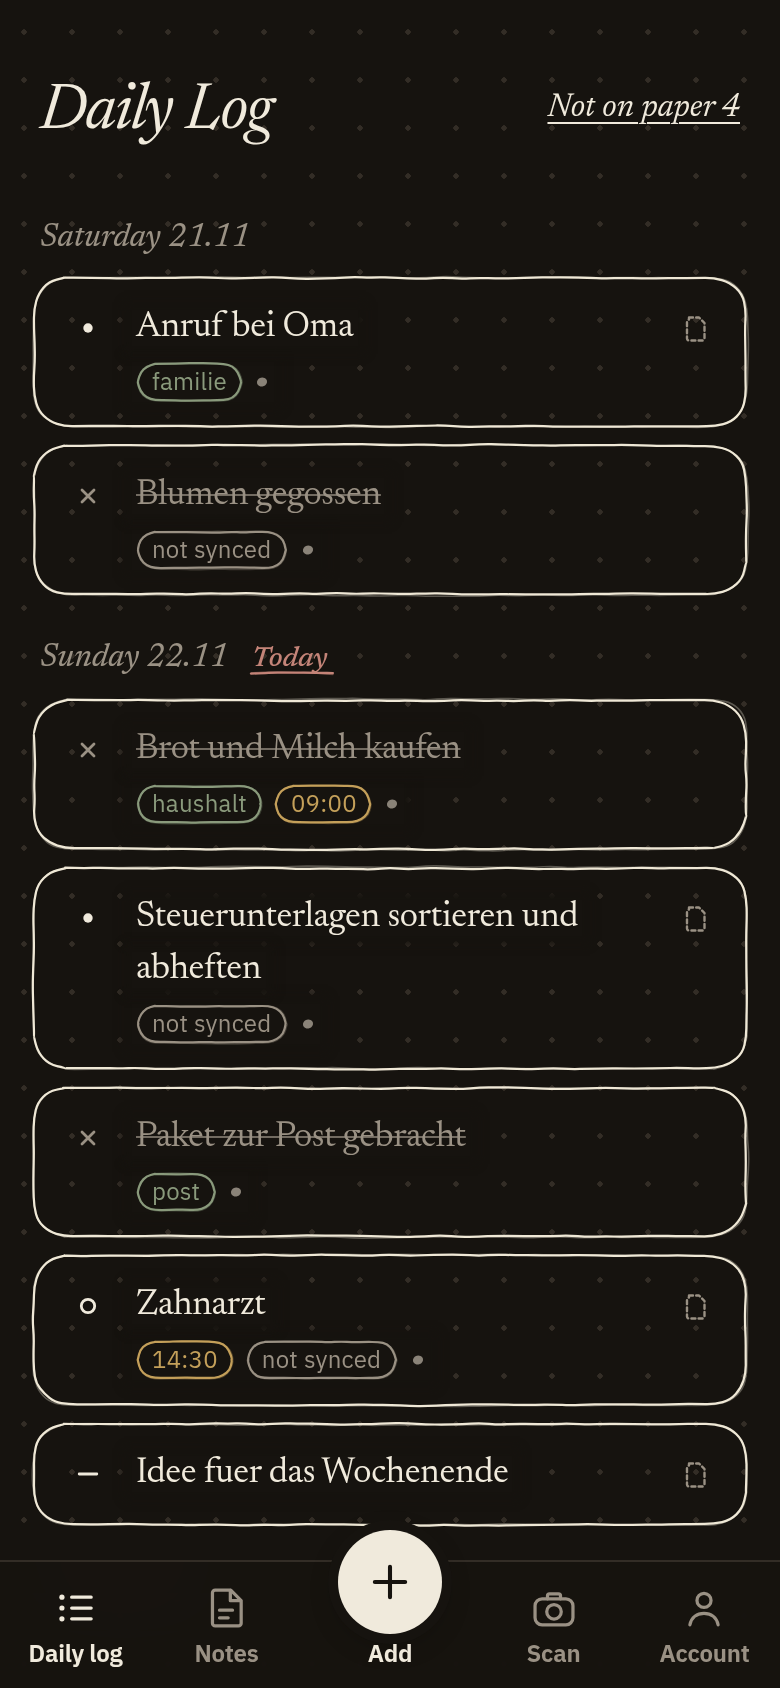 Daily Log
Not on paper 4
Saturday 21.11
Anruf bei Oma
familie
Blumen gegossen
not synced
Sunday 22.11 Today
Brot und Milch kaufen
haushalt 09:00
Steuerunterlagen sortieren und
abheften
not synced
Paket zur Post gebracht
post
Zahnarzt
14:30 not synced
Idee fuer das Wochenende
Daily log Notes Add Scan Account